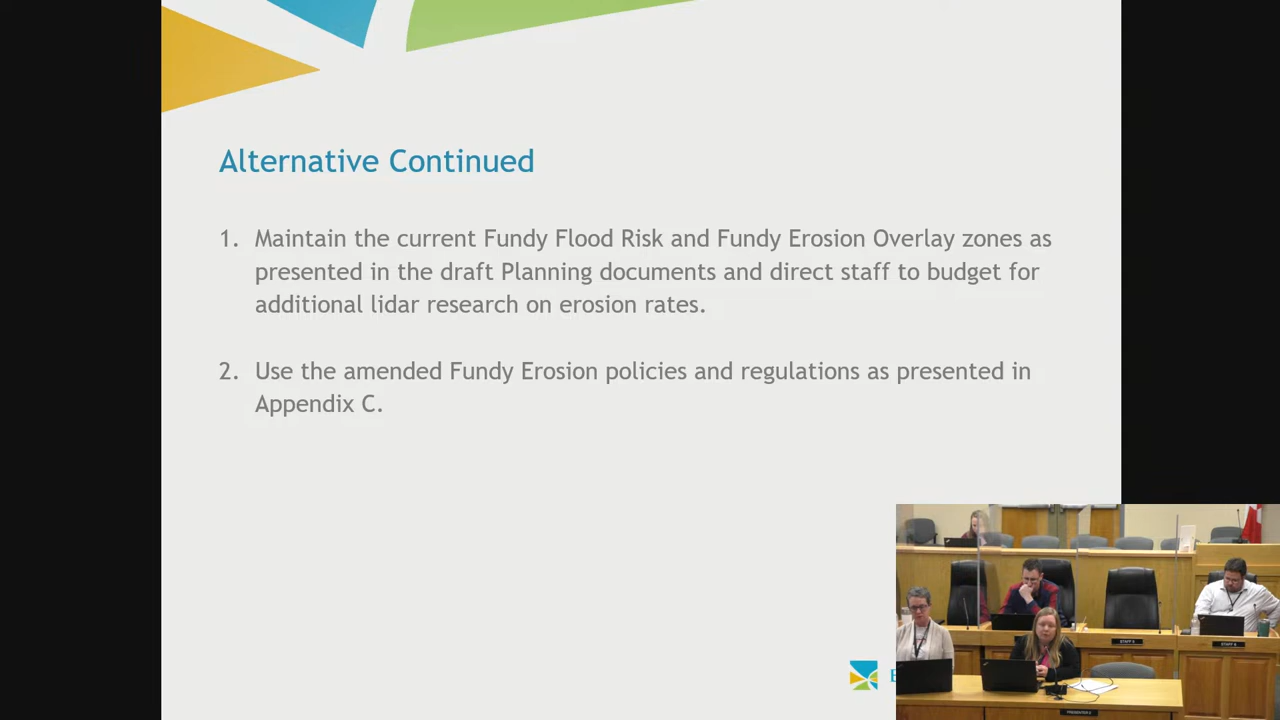 Alternative Continued
1. Maintain the current Fundy Flood Risk and Fundy Erosion Overlay zones as
presented in the draft Planning documents and direct staff to budget for
additional lidar research on erosion rates.
2. Use the amended Fundy Erosion policies and regulations as presented in
Appendix C.